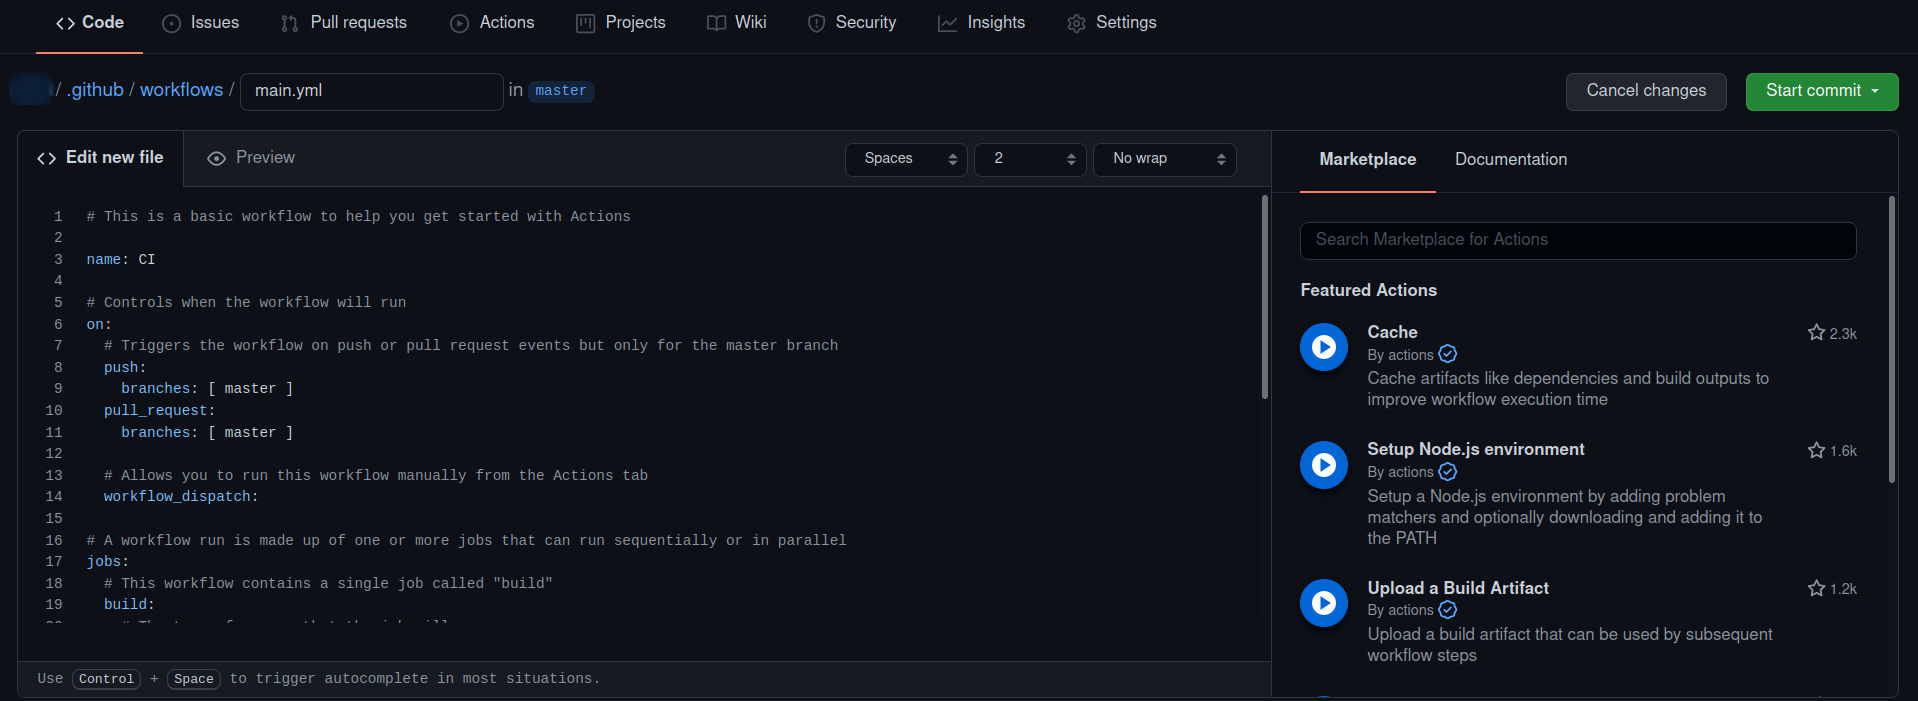 Code Issues Pull requests Actions Projects Wiki Security Insights Settings
/ .github / workflows / main.yml in master Cancel changes Start commit
Edit new file Preview Spaces 2 No wrap
1 # This is a basic workflow to help you get started with Actions
2
3 name: CI
4
5 # Controls when the workflow will run
6 on:
7 # Triggers the workflow on push or pull request events but only for the master branch
8 push:
9 branches: [ master ]
10 pull_request:
11 branches: [ master ]
12
13 # Allows you to run this workflow manually from the Actions tab
14 workflow_dispatch:
15
16 # A workflow run is made up of one or more jobs that can run sequentially or in parallel
17 jobs:
18 # This workflow contains a single job called "build"
19 build:
Use Control + Space to trigger autocomplete in most situations.
Marketplace Documentation
Search Marketplace for Actions
Featured Actions
Cache 2.3k
By actions
Cache artifacts like dependencies and build outputs to
improve workflow execution time
Setup Node.js environment 1.6k
By actions
Setup a Node.js environment by adding problem
matchers and optionally downloading and adding it to
the PATH
Upload a Build Artifact 1.2k
By actions
Upload a build artifact that can be used by subsequent
workflow steps